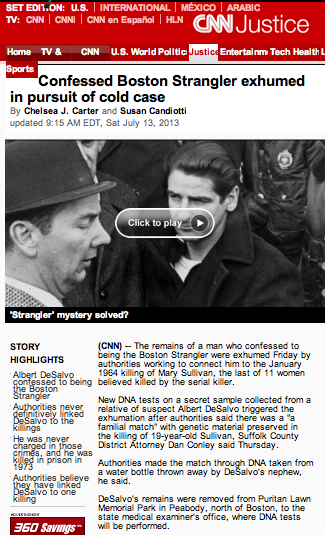 SET EDITION: U.S. INTERNATIONAL MÉXICO ARABIC
TV: CNN CNNi CNN en Español HLN
CNN Justice
Home TV & CNN U.S. World Politic Justice Entertainm Tech Health L
Sports
Confessed Boston Strangler exhumed
in pursuit of cold case
By Chelsea J. Carter and Susan Candiotti
updated 9:15 AM EDT, Sat July 13, 2013
Click to play
'Strangler' mystery solved?
STORY
HIGHLIGHTS
Albert DeSalvo
confessed to being
the Boston
Strangler
Authorities never
definitively linked
DeSalvo to the
killings
He was never
charged in those
crimes, and he was
killed in prison in
1973
Authorities believe
they have linked
DeSalvo to one
killing
ADVERTISEMENT
360 Savings™
(CNN) -- The remains of a man who confessed to
being the Boston Strangler were exhumed Friday by
authorities working to connect him to the January
1964 killing of Mary Sullivan, the last of 11 women
believed killed by the serial killer.
New DNA tests on a secret sample collected from a
relative of suspect Albert DeSalvo triggered the
exhumation after authorities said there was a "a
familial match" with genetic material preserved in
the killing of 19-year-old Sullivan, Suffolk County
District Attorney Dan Conley said Thursday.
Authorities made the match through DNA taken from
a water bottle thrown away by DeSalvo's nephew,
he said.
DeSalvo's remains were removed from Puritan Lawn
Memorial Park in Peabody, north of Boston, to the
state medical examiner's office, where DNA tests
will be performed.